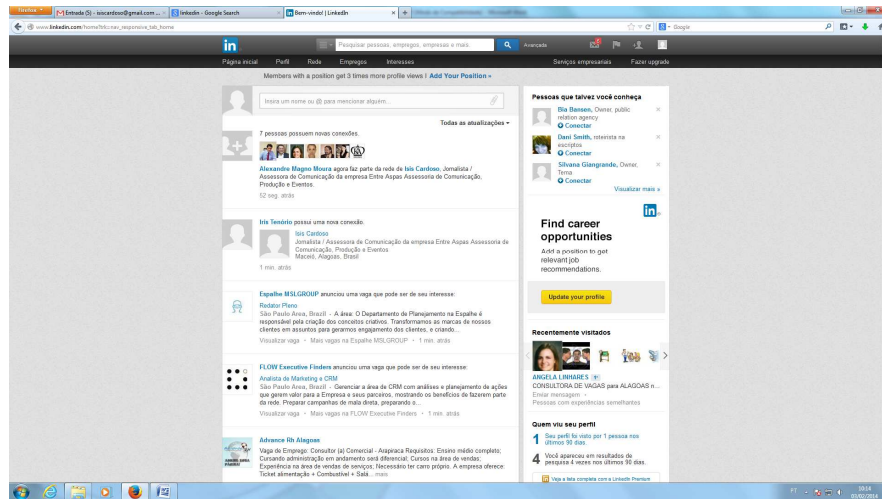 Entrada (5) - isiscardoso@gmail.com ...
linkedin - Google Search
Bem-vindo! | LinkedIn
www.linkedin.com/home?trk=nav_responsive_tab_home
Google
in
Pesquisar pessoas, empregos, empresas e mais.
Avançada
Página inicial Perfil Rede Empregos Interesses Serviços empresariais Fazer upgrade
Members with a position get 3 times more profile views! Add Your Position »
Insira um nome ou @ para mencionar alguém...
Todas as atualizações
7 pessoas possuem novas conexões.
Alexandre Magno Moura agora faz parte da rede de Isis Cardoso, Jornalista /
Assessora de Comunicação da empresa Entre Aspas Assessoria de Comunicação,
Produção e Eventos.
52 seg. atrás
Iris Tenório possui uma nova conexão.
Isis Cardoso
Jornalista / Assessora de Comunicação da empresa Entre Aspas Assessoria de
Comunicação, Produção e Eventos.
Maceió, Alagoas, Brasil
1 min. atrás
Espalhe MSLGROUP anunciou uma vaga que pode ser de seu interesse:
Redator Pleno
São Paulo Area, Brazil - A área: O Departamento de Planejamento na Espalhe é
responsável pela criação dos conceitos criativos. Transformamos as marcas de nossos
clientes em assuntos para gerarmos engajamento dos clientes, e criando...
Visualizar vaga • Mais vagas na Espalhe MSLGROUP • 1 min. atrás
FLOW Executive Finders anunciou uma vaga que pode ser de seu interesse:
Analista de Marketing e CRM
São Paulo Area, Brazil - Gerenciar a área de CRM com análises e planejamento de ações
que gerem valor para a Empresa e seus parceiros, mostrando os benefícios de fazerem parte
da rede. Preparar campanhas de mala direta, preparando o...
Visualizar vaga • Mais vagas na FLOW Executive Finders • 1 min. atrás
Advance Rh Alagoas
Vaga de Emprego: Consultor (a) Comercial - Arapiraca Requisitos: Ensino médio completo;
Cursando administração em andamento será diferencial; Cursos na área de vendas;
Experiência na área de vendas de serviços; Necessário ter carro próprio. A empresa oferece:
Ticket alimentação + Combustível + Salá... mais
Pessoas que talvez você conheça
Bia Bansen, Owner, public
relation agency
Conectar
Dani Smith, roteirista na
escriptos
Conectar
Silvana Giangrande, Owner,
Tema
Conectar
Visualizar mais »
in
Find career
opportunities
Add a position to get
relevant job
recommendations.
Update your profile
Recentemente visitados
ANGELA LINHARES 1º
CONSULTORA DE VAGAS para ALAGOAS n...
Enviar mensagem
Pessoas com experiências semelhantes
Quem viu seu perfil
1 Seu perfil foi visto por 1 pessoa nos
últimos 90 dias.
4 Você apareceu em resultados de
pesquisa 4 vezes nos últimos 90 dias.
Veja a lista completa com a LinkedIn Premium
PT
10:14
03/02/2014